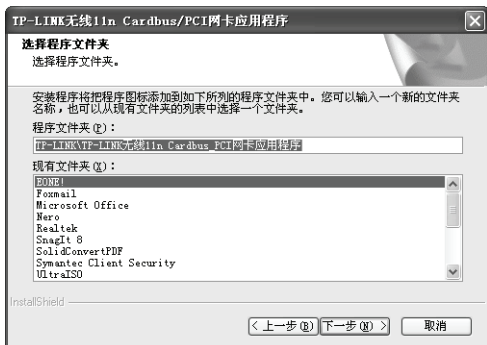 TP-LINK无线11n Cardbus/PCI网卡应用程序
选择程序文件夹
选择程序文件夹。
安装程序将把程序图标添加到如下所列的程序文件夹中。您可以输入一个新的文件夹
名称，也可以从现有文件夹的列表中选择一个文件夹。
程序文件夹(P)：
TP-LINK\TP-LINK无线11n Cardbus_PCI网卡应用程序
现有文件夹(X)：
EONE!
Foxmail
Microsoft Office
Nero
Realtek
SnagIt 8
SolidConvertPDF
Symantec Client Security
UltraISO
InstallShield
< 上一步(B) 下一步(N) > 取消